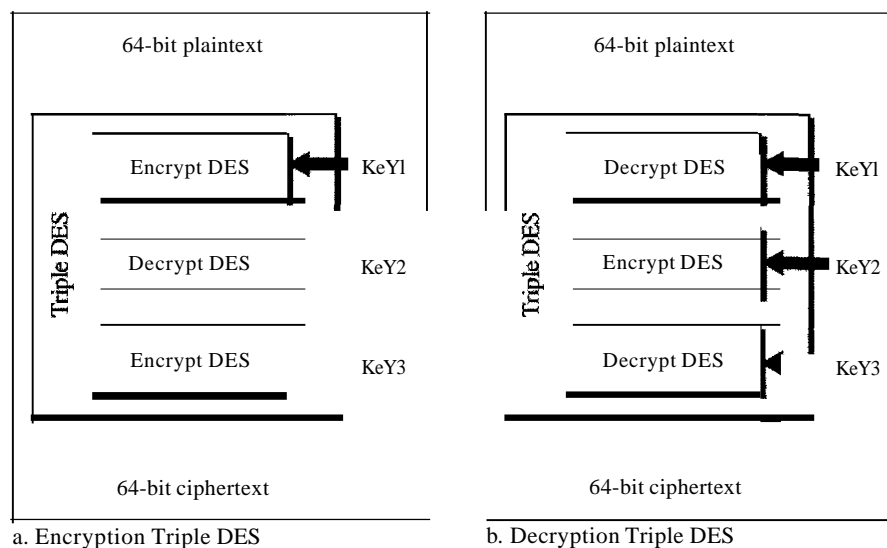 64-bit plaintext
Triple DES
Encrypt DES
KeYl
Decrypt DES
KeY2
Encrypt DES
KeY3
64-bit ciphertext
a. Encryption Triple DES
64-bit plaintext
Triple DES
Decrypt DES
KeYl
Encrypt DES
KeY2
Decrypt DES
KeY3
64-bit ciphertext
b. Decryption Triple DES